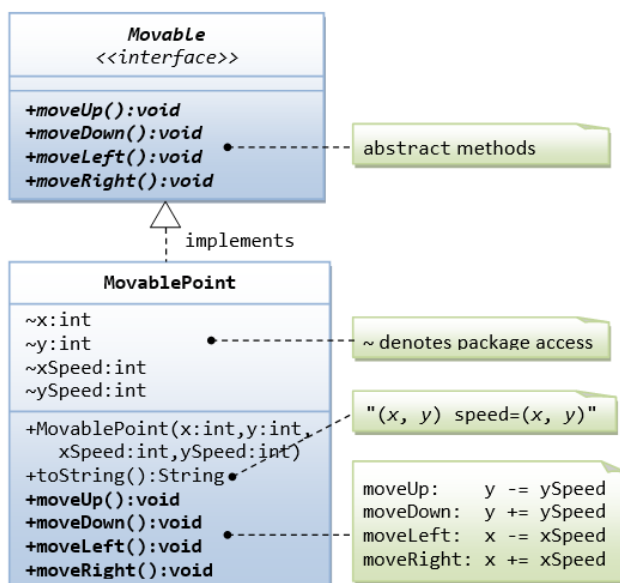 Movable
<<interface>>
+moveUp():void
+moveDown():void
+moveLeft():void
+moveRight():void
abstract methods
implements
MovablePoint
~x:int
~y:int
~xSpeed:int
~ySpeed:int
~ denotes package access
+MovablePoint(x:int,y:int,
xSpeed:int,ySpeed:int)
+toString():String
+moveUp():void
+moveDown():void
+moveLeft():void
+moveRight():void
"(x, y) speed=(x, y)"
moveUp: y -= ySpeed
moveDown: y += ySpeed
moveLeft: x -= xSpeed
moveRight: x += xSpeed